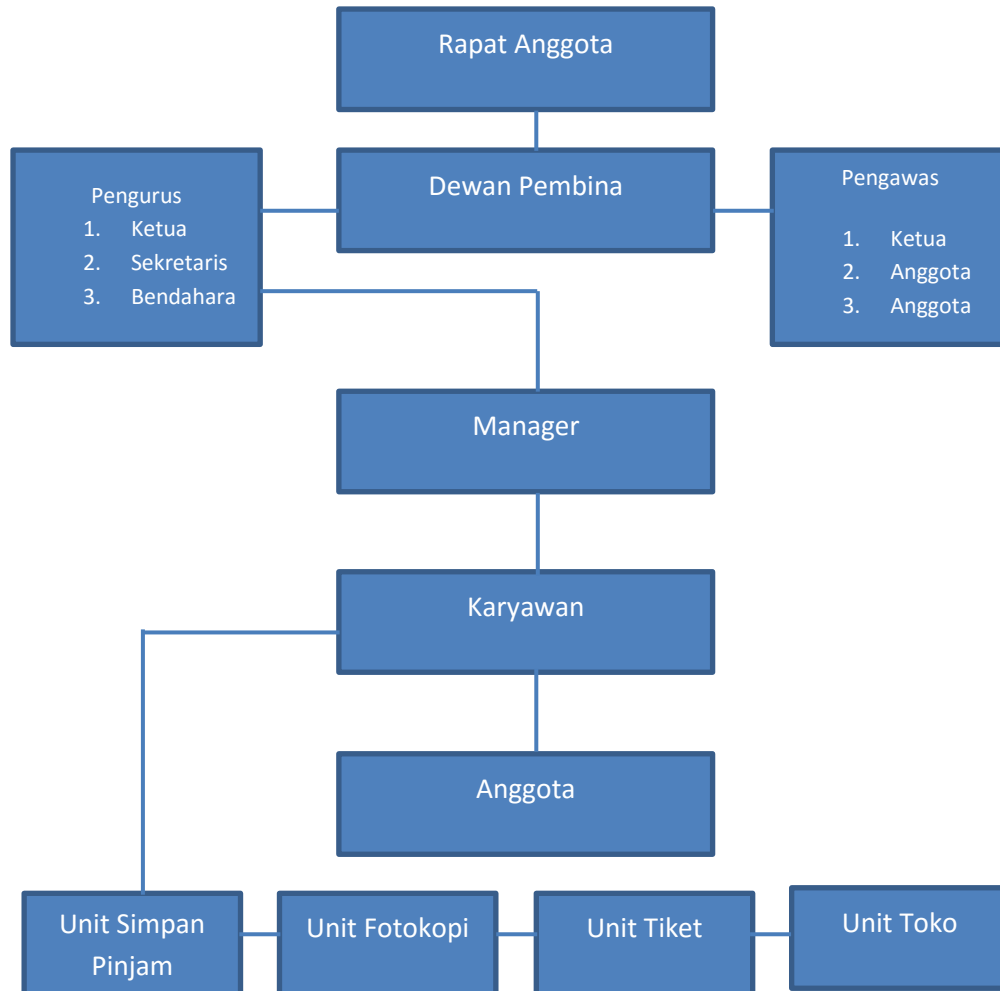 Rapat Anggota
Dewan Pembina
Pengurus
1. Ketua
2. Sekretaris
3. Bendahara
Pengawas
1. Ketua
2. Anggota
3. Anggota
Manager
Karyawan
Anggota
Unit Simpan
Pinjam
Unit Fotokopi
Unit Tiket
Unit Toko